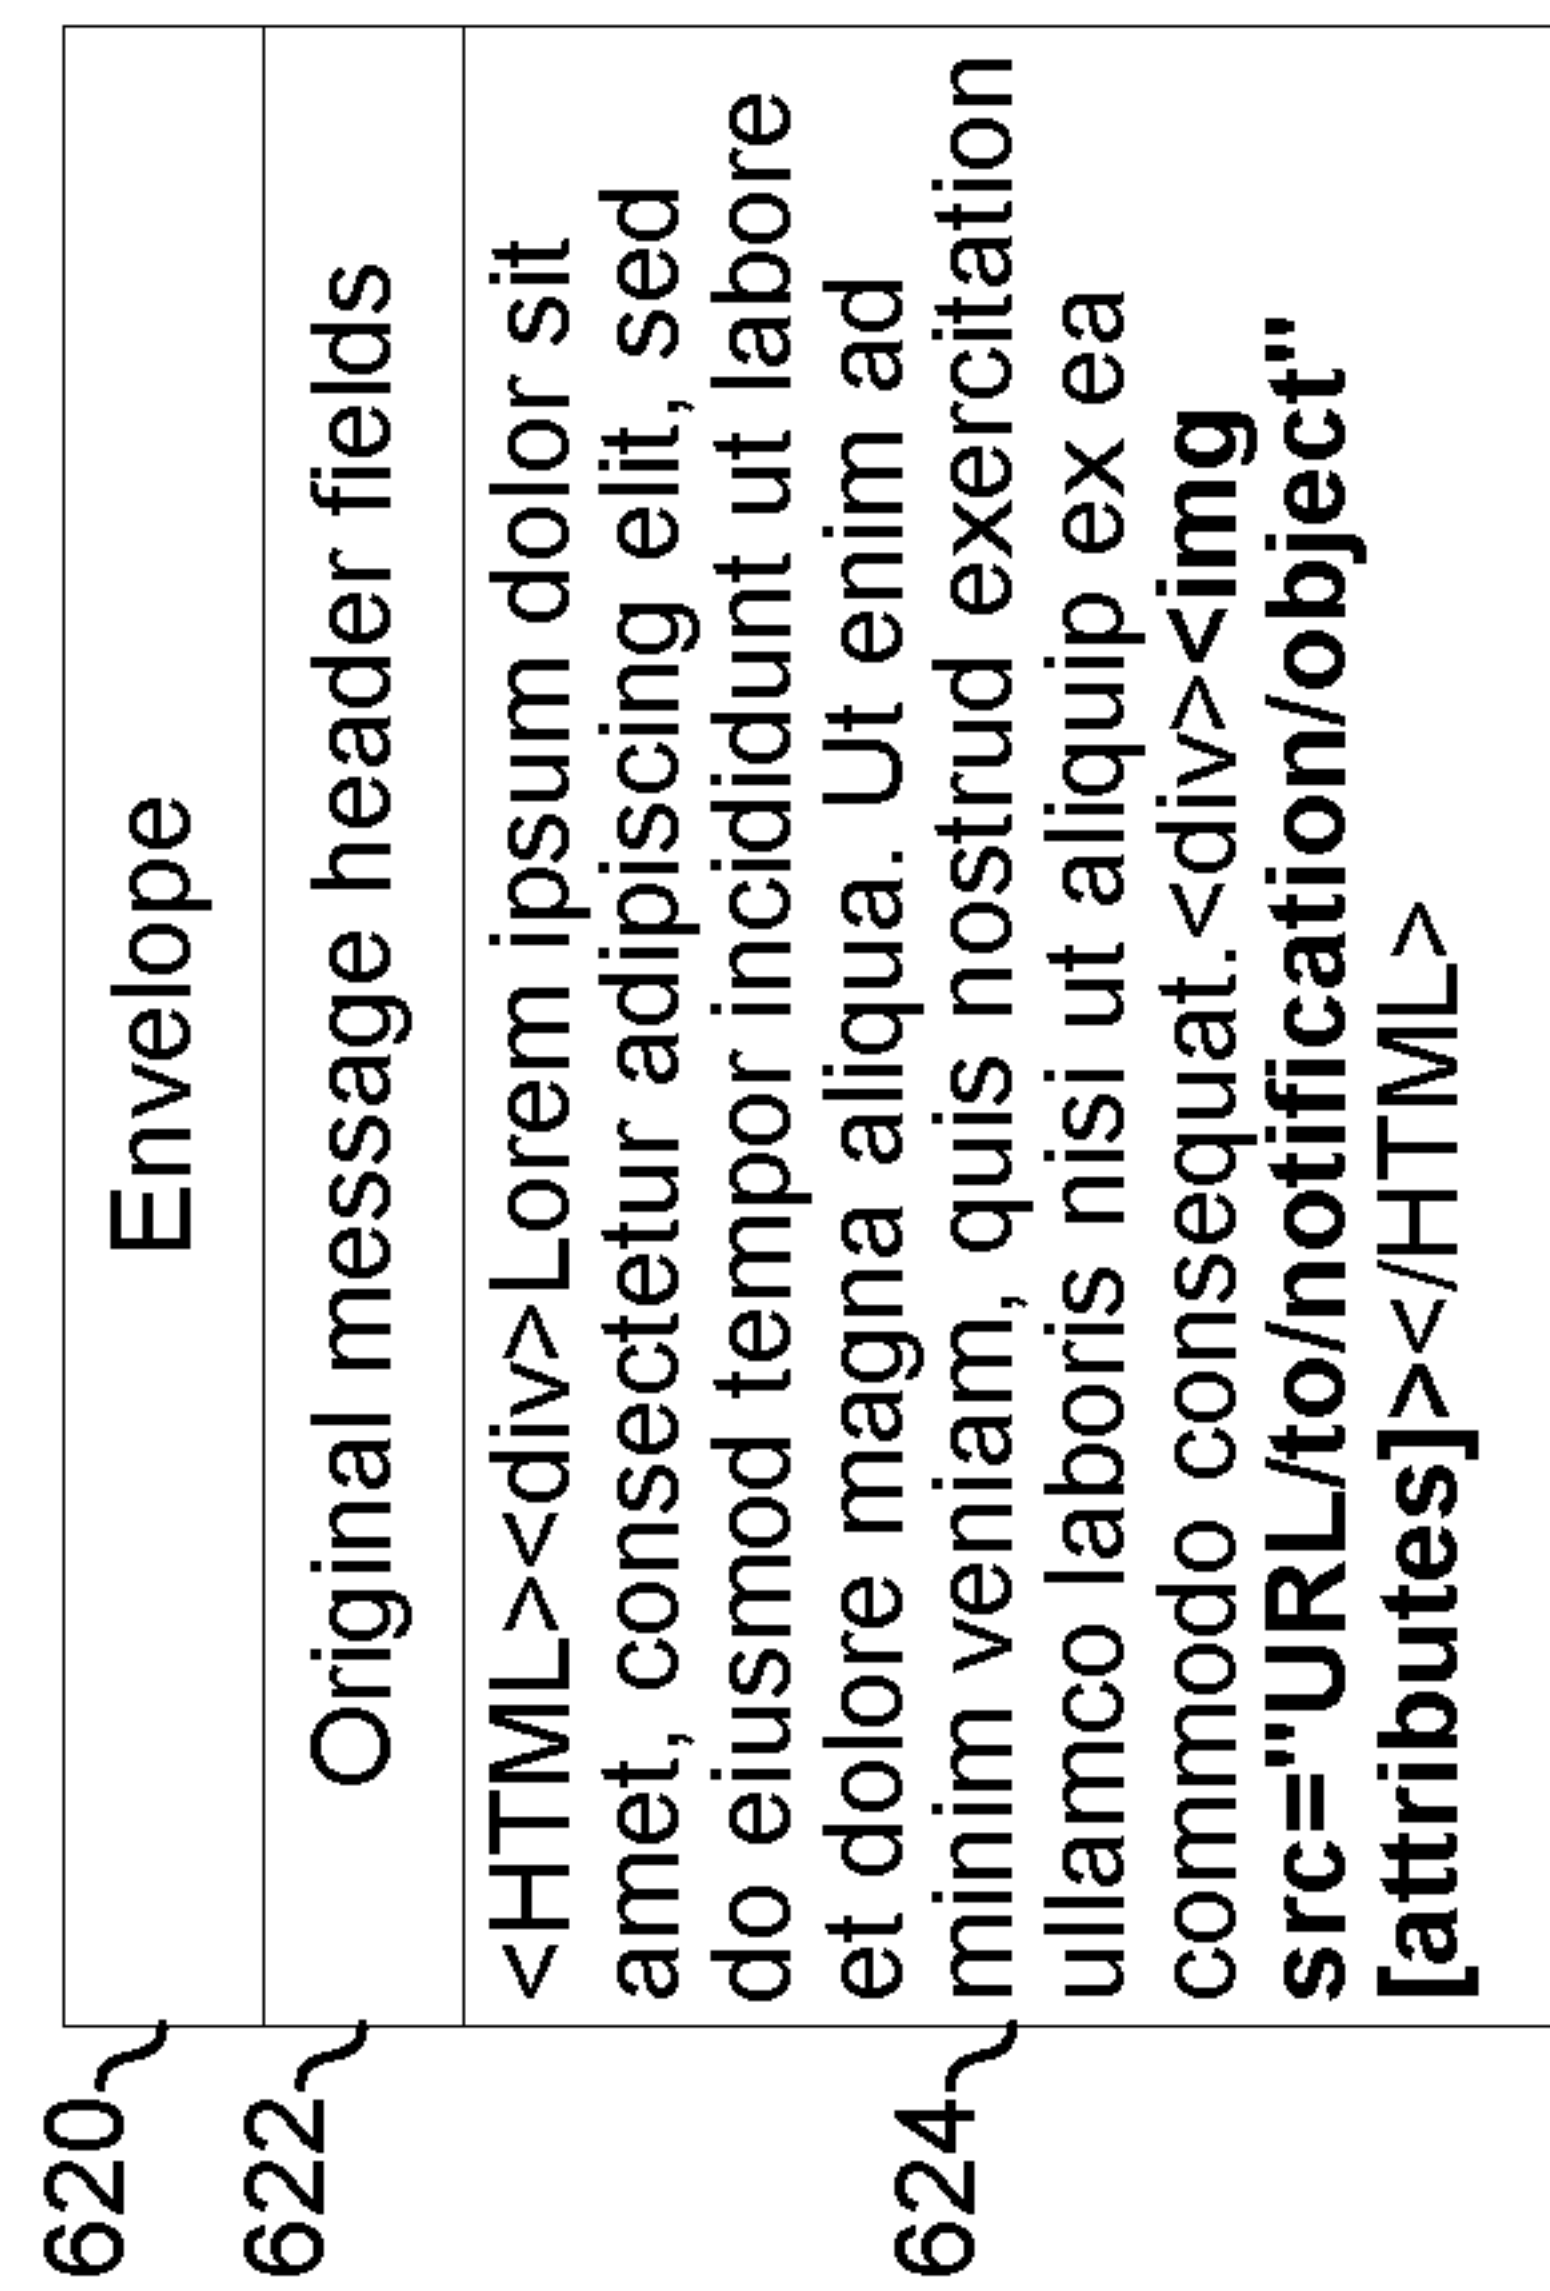 620
Envelope
622
Original message header fields
624
<HTML><div>Lorem ipsum dolor sit
amet, consectetur adipiscing elit, sed
do eiusmod tempor incididunt ut labore
et dolore magna aliqua. Ut enim ad
minim veniam, quis nostrud exercitation
ullamco laboris nisi ut aliquip ex ea
commodo consequat.<div><img
src="URL/to/notification/object"
[attributes]></HTML>